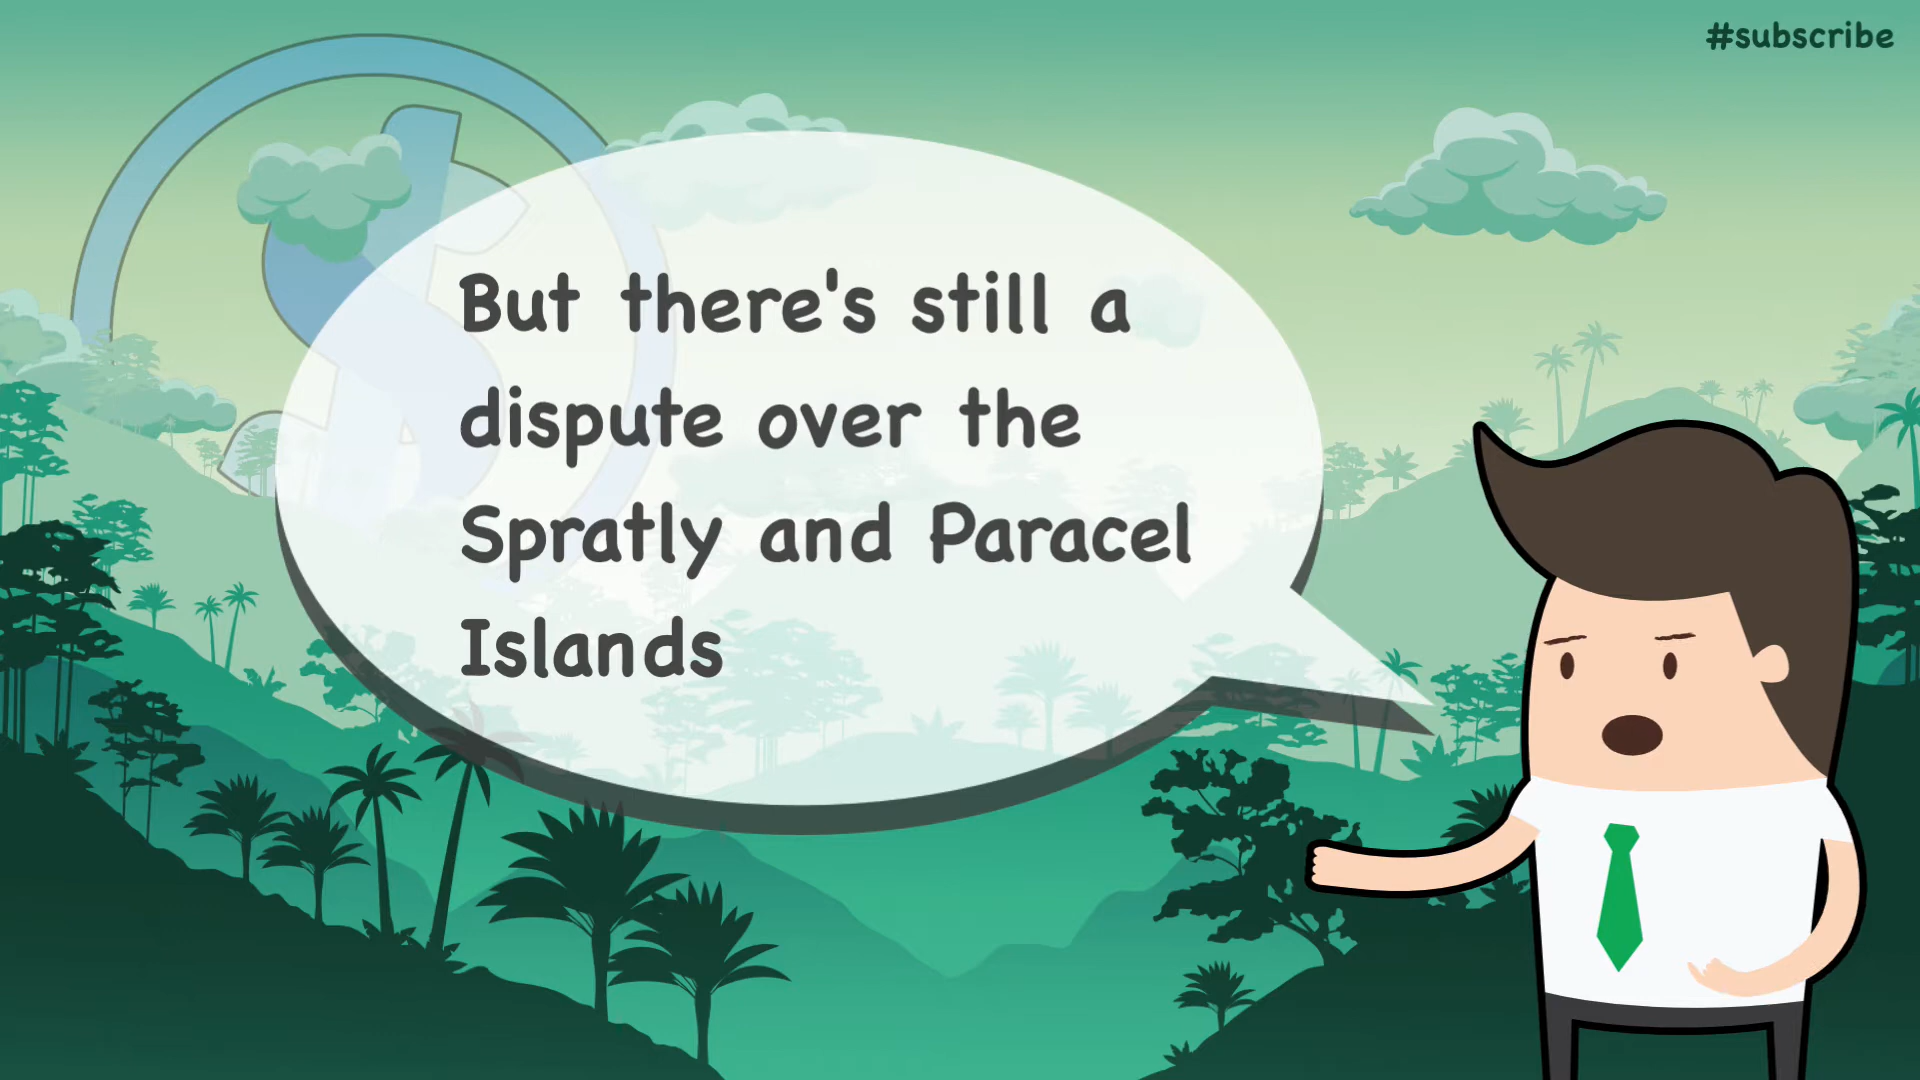 #subscribe
But there's still a
dispute over the
Spratly and Paracel
Islands